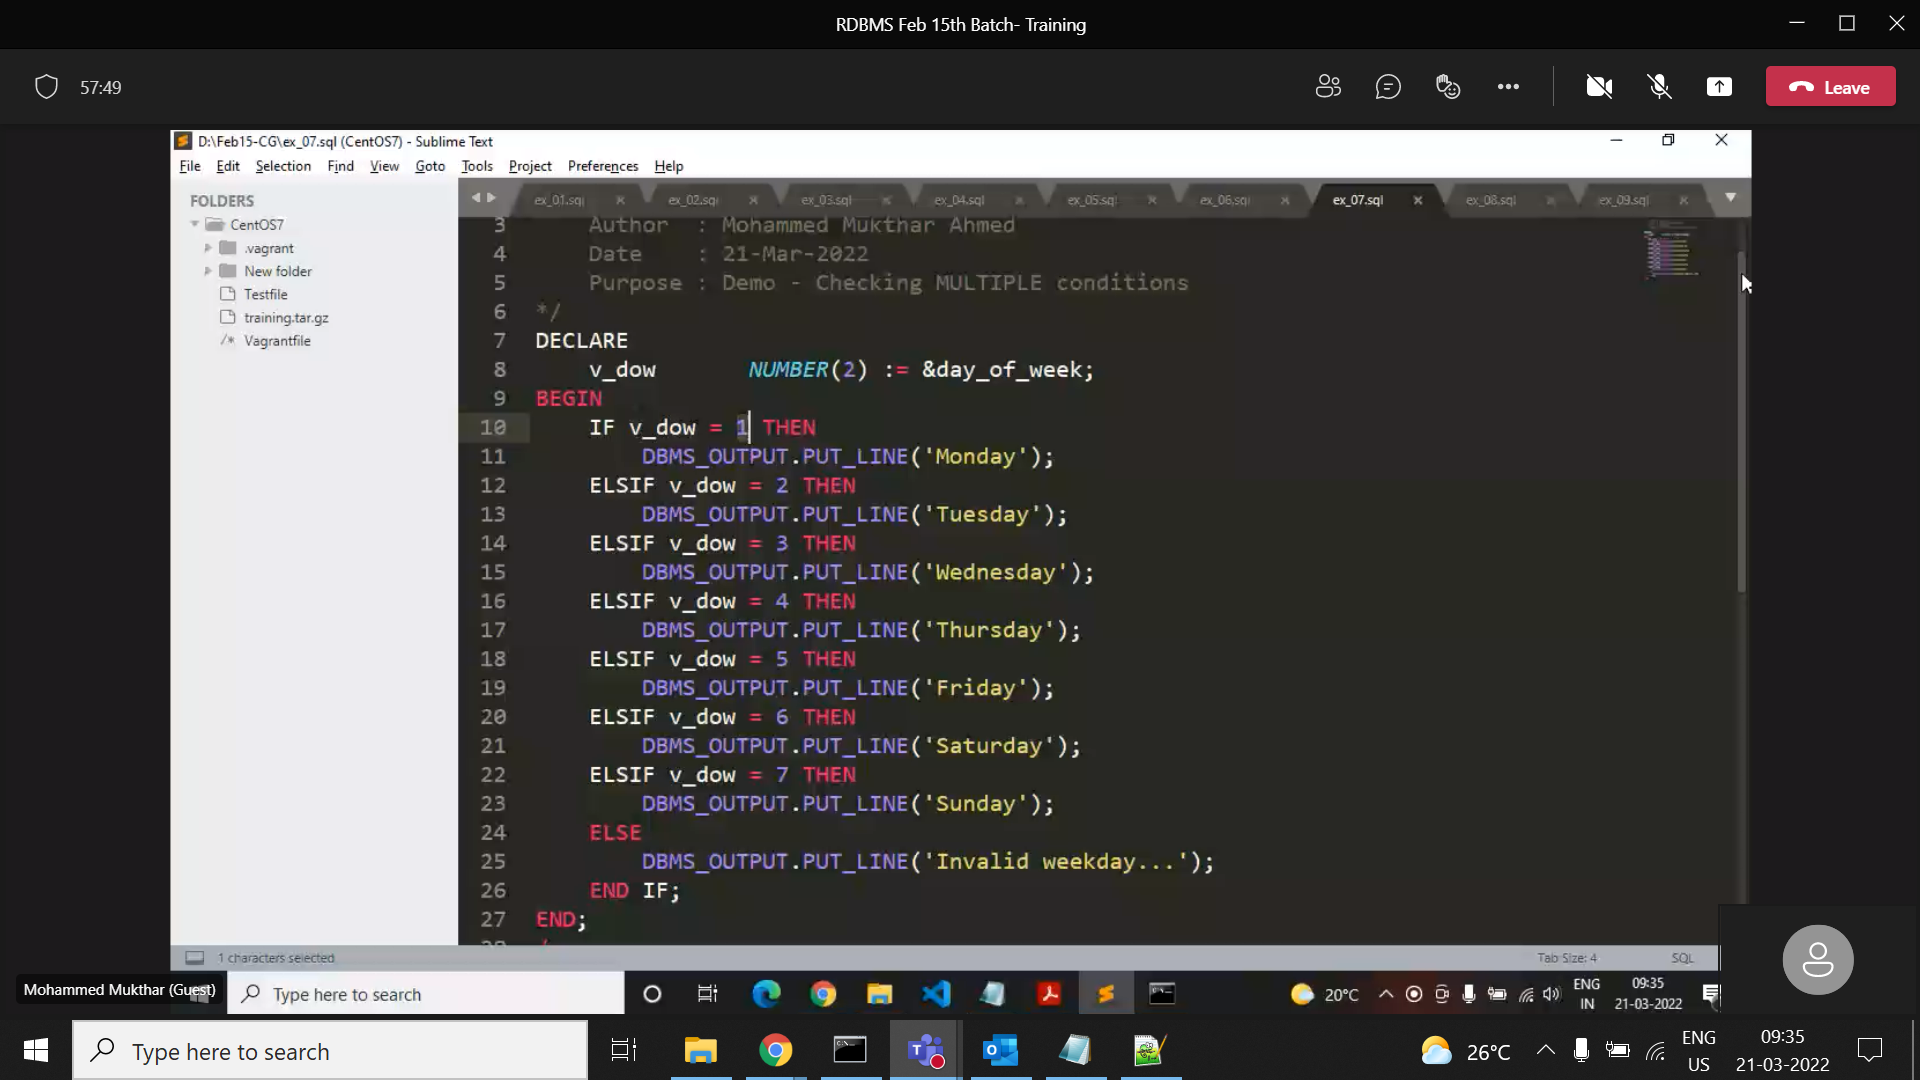 RDBMS Feb 15th Batch- Training
57:49
Leave
D:\Feb15-CG\ex_07.sql (CentOS7) - Sublime Text
File Edit Selection Find View Goto Tools Project Preferences Help
FOLDERS
CentOS7
.vagrant
New folder
Testfile
training.tar.gz
/* Vagrantfile
ex_01.sql ex_02.sql ex_03.sql ex_04.sql ex_05.sql ex_06.sql ex_07.sql ex_08.sql ex_09.sql
3 Author : Mohammed Mukthar Ahmed
4 Date : 21-Mar-2022
5 Purpose : Demo - Checking MULTIPLE conditions
6 */
7 DECLARE
8 v_dow NUMBER(2) := &day_of_week;
9 BEGIN
10 IF v_dow = 1 THEN
11 DBMS_OUTPUT.PUT_LINE('Monday');
12 ELSIF v_dow = 2 THEN
13 DBMS_OUTPUT.PUT_LINE('Tuesday');
14 ELSIF v_dow = 3 THEN
15 DBMS_OUTPUT.PUT_LINE('Wednesday');
16 ELSIF v_dow = 4 THEN
17 DBMS_OUTPUT.PUT_LINE('Thursday');
18 ELSIF v_dow = 5 THEN
19 DBMS_OUTPUT.PUT_LINE('Friday');
20 ELSIF v_dow = 6 THEN
21 DBMS_OUTPUT.PUT_LINE('Saturday');
22 ELSIF v_dow = 7 THEN
23 DBMS_OUTPUT.PUT_LINE('Sunday');
24 ELSE
25 DBMS_OUTPUT.PUT_LINE('Invalid weekday...');
26 END IF;
27 END;
1 characters selected
Tab Size: 4 SQL
Mohammed Mukthar (Guest)
Type here to search
20°C
ENG
IN
09:35
21-03-2022
Type here to search
26°C
ENG
US
09:35
21-03-2022